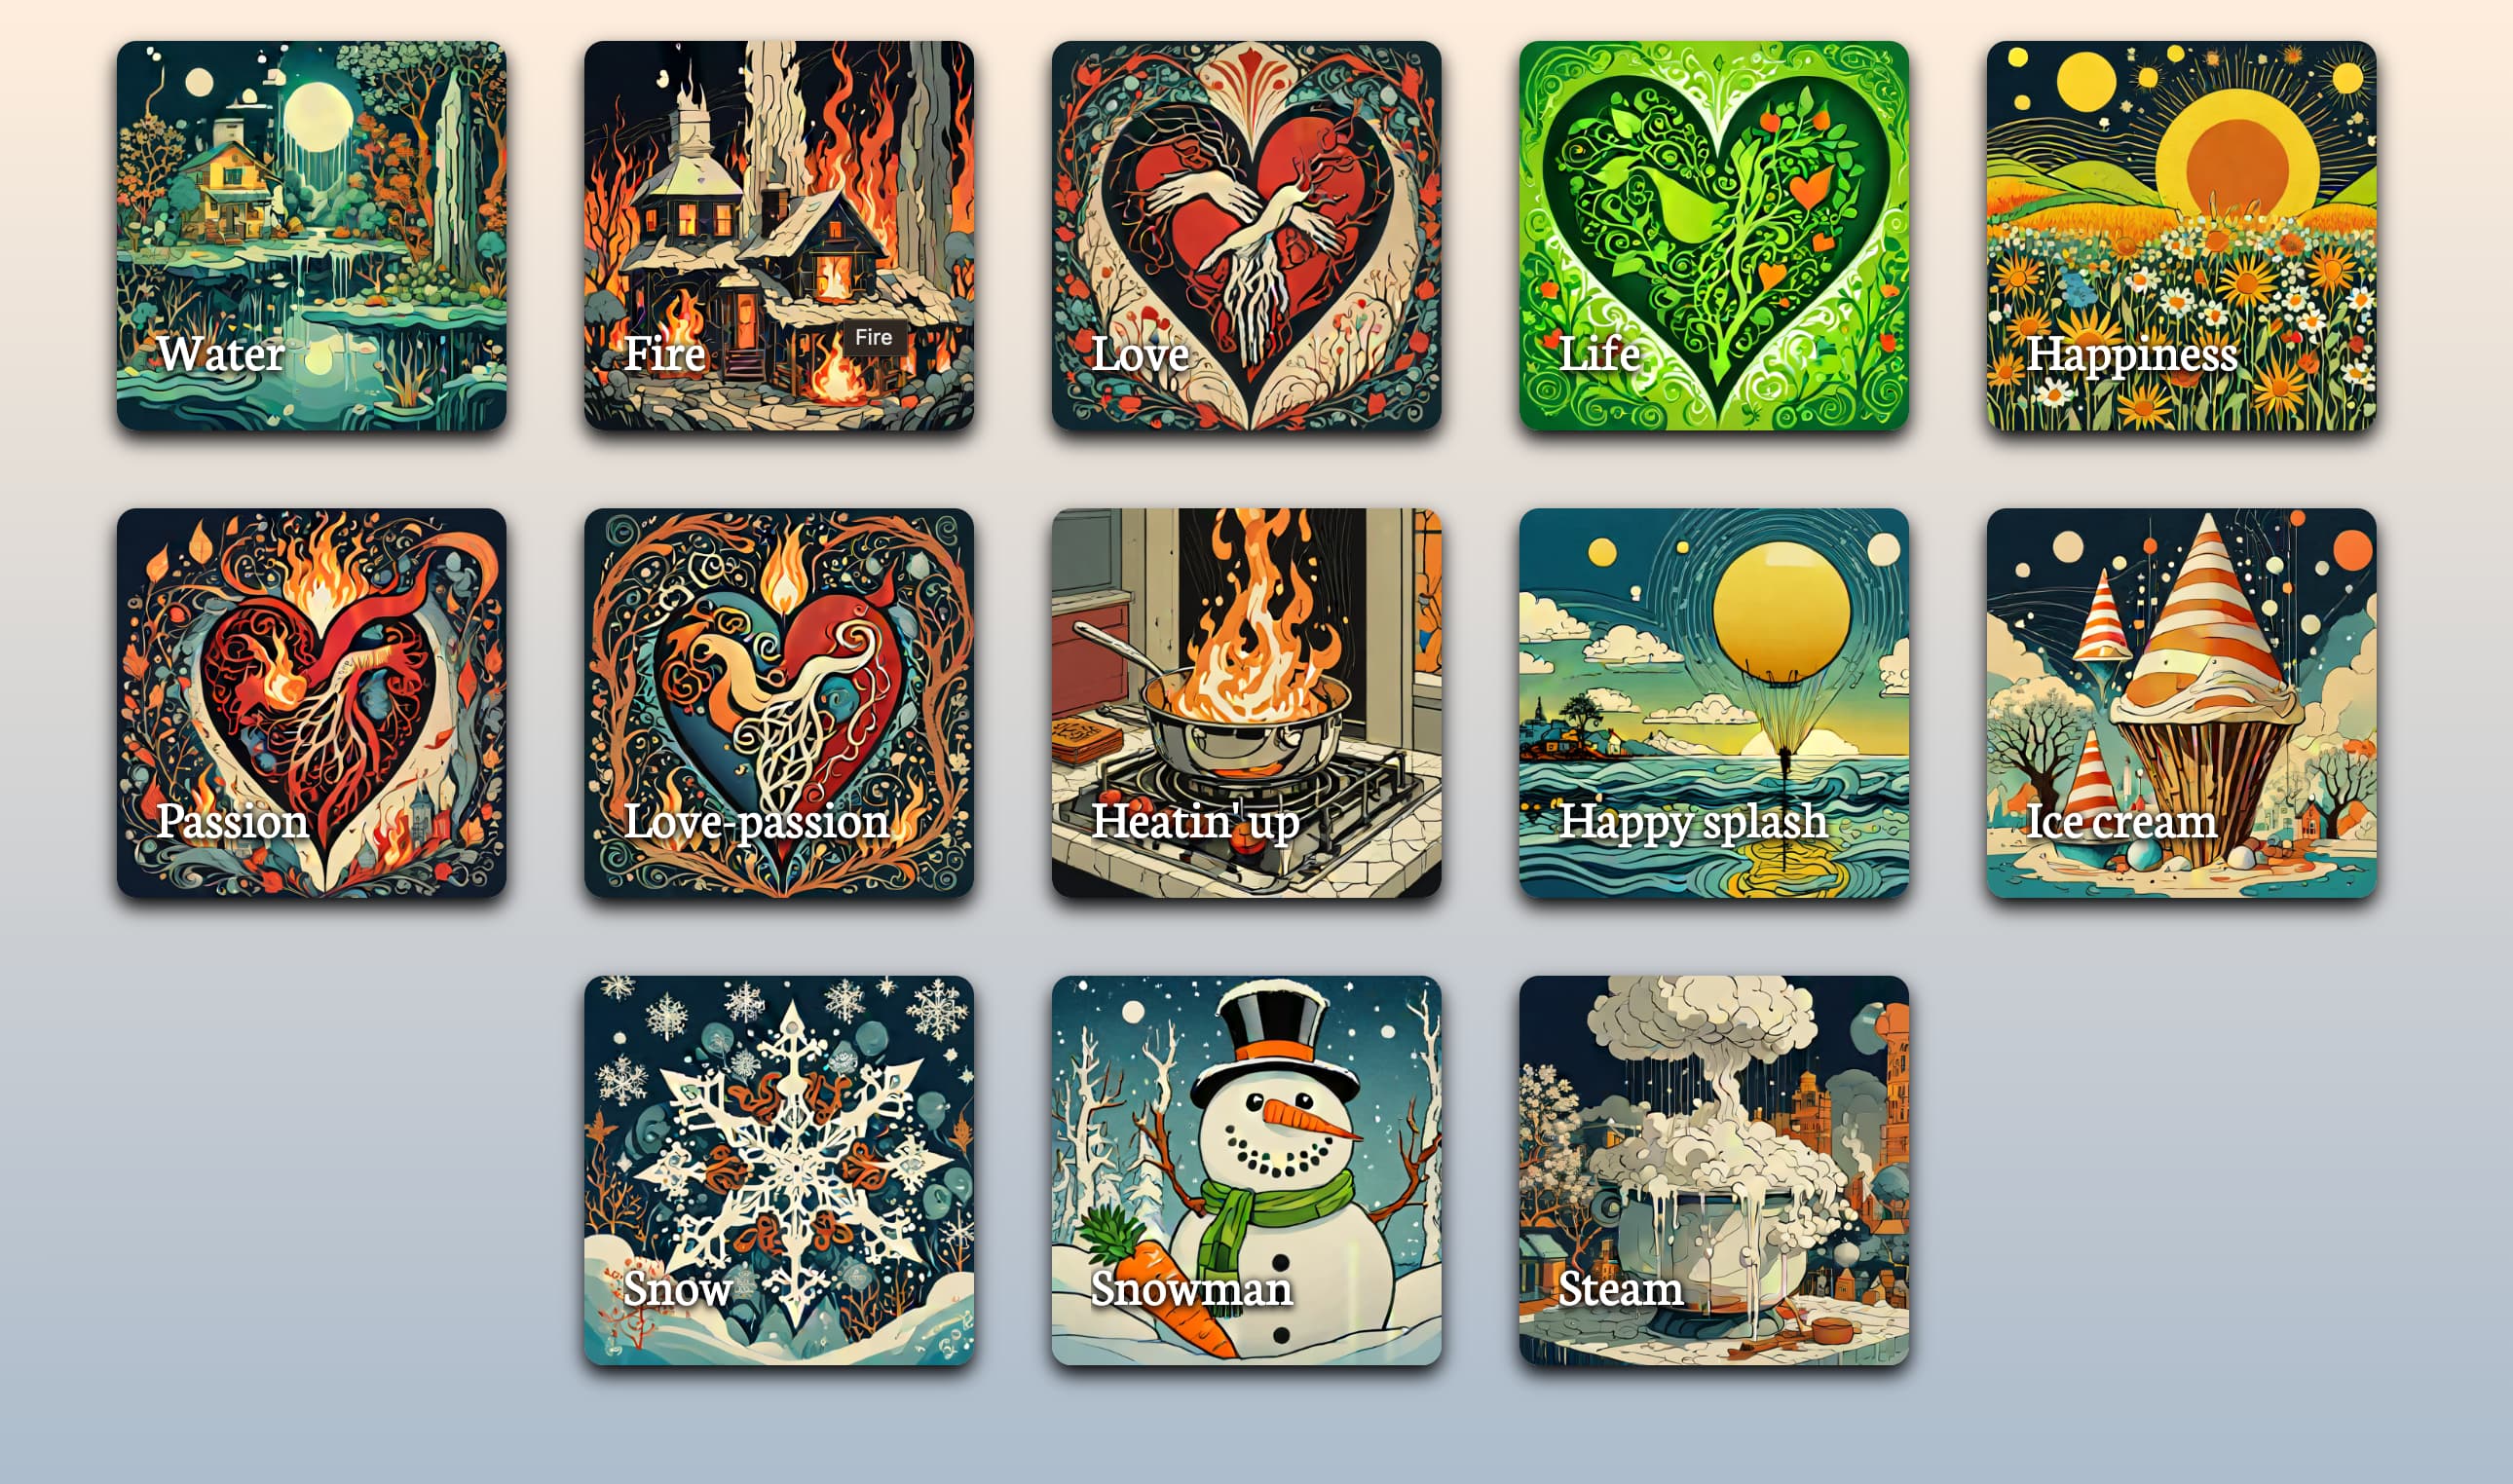 Water
Fire
Fire
Love
Life
Happiness
Passion
Love-passion
Heatin' up
Happy splash
Ice cream
Snow
Snowman
Steam